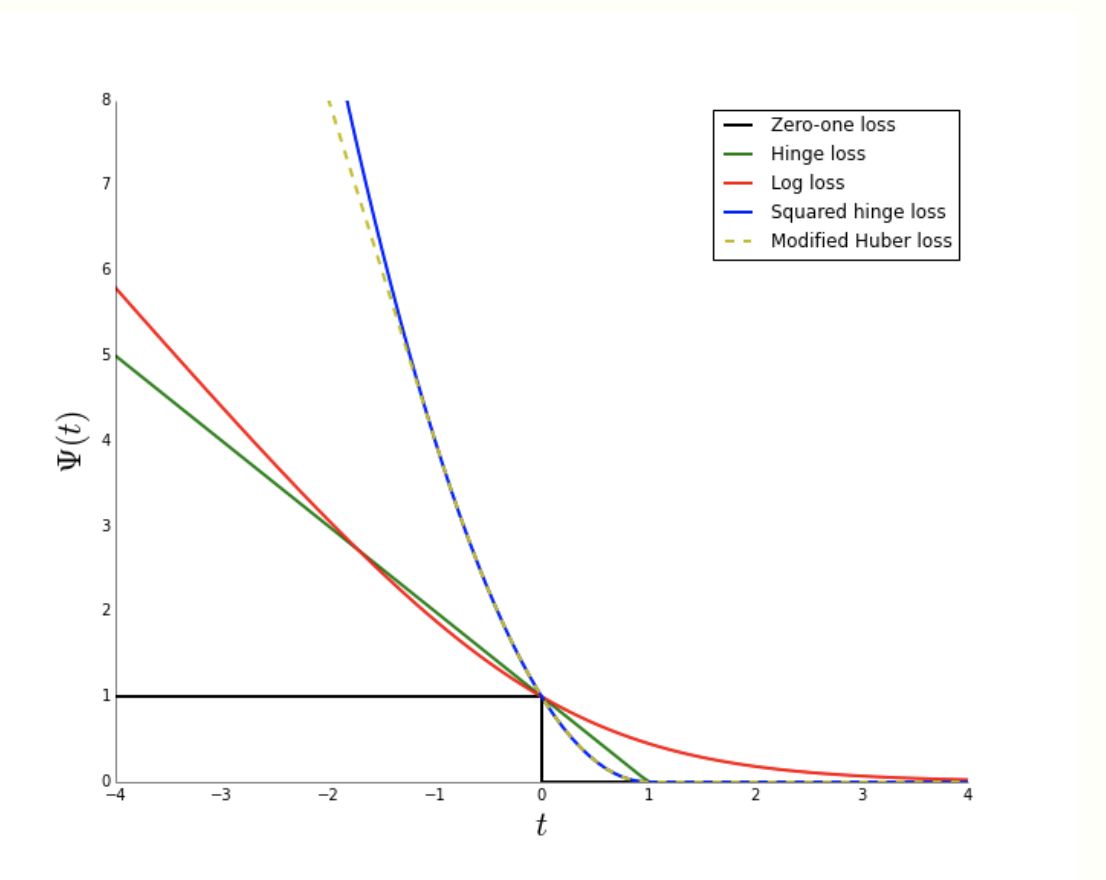 8
7
6
5
4
3
2
1
0
Ψ(t)
−4 −3 −2 −1 0 1 2 3 4
t
Zero-one loss
Hinge loss
Log loss
Squared hinge loss
Modified Huber loss